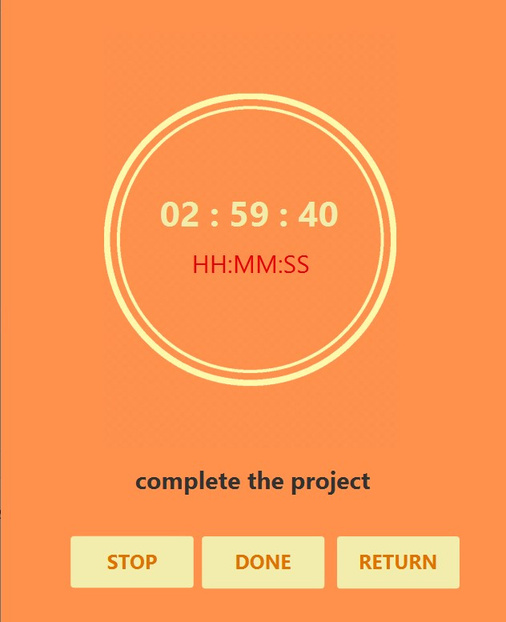 02 : 59 : 40
HH:MM:SS
complete the project
STOP DONE RETURN